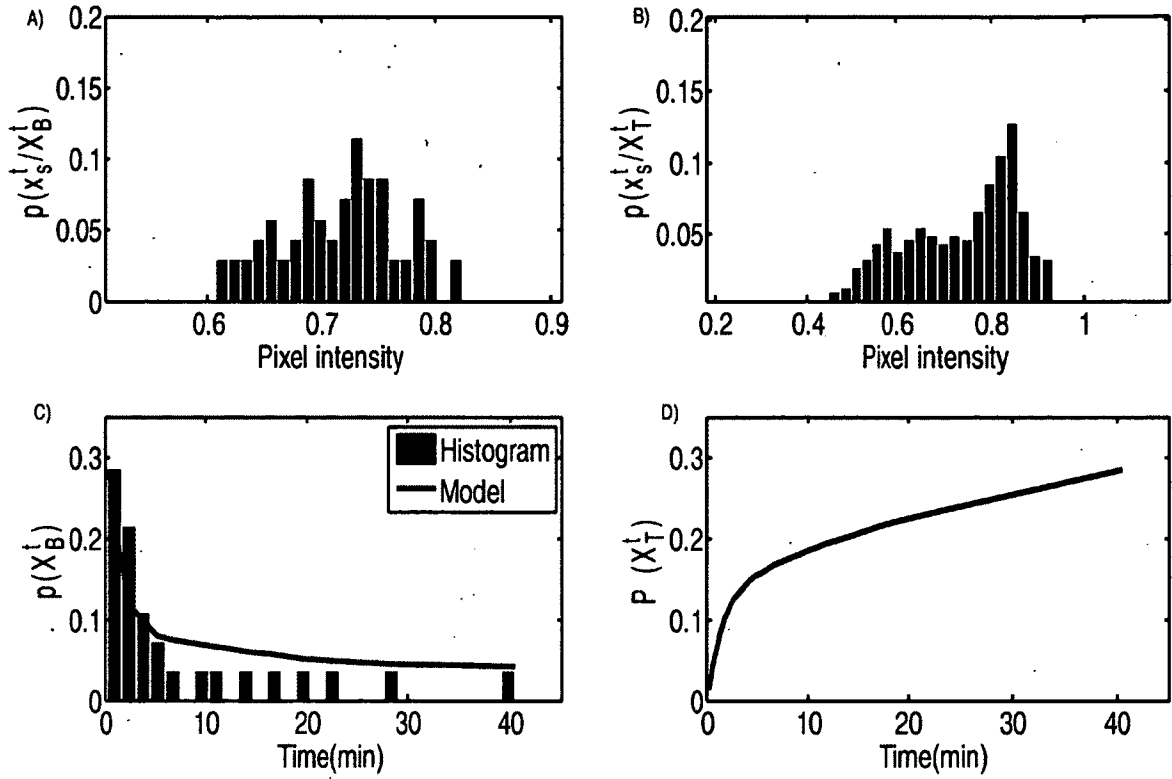 A)
0.2
0.15
0.1
0.05
0
p(x_s^t/X_B^t)
0.6
0.7
0.8
0.9
Pixel intensity
B)
0.2
0.15
0.1
0.05
0
p(x_s^t/X_T^t)
0.2
0.4
0.6
0.8
1
Pixel intensity
C)
0.3
0.2
0.1
0
p(X_B^t)
Histogram
Model
0
10
20
30
40
Time(min)
D)
0.3
0.2
0.1
0
P (X_T^t)
0
10
20
30
40
Time(min)